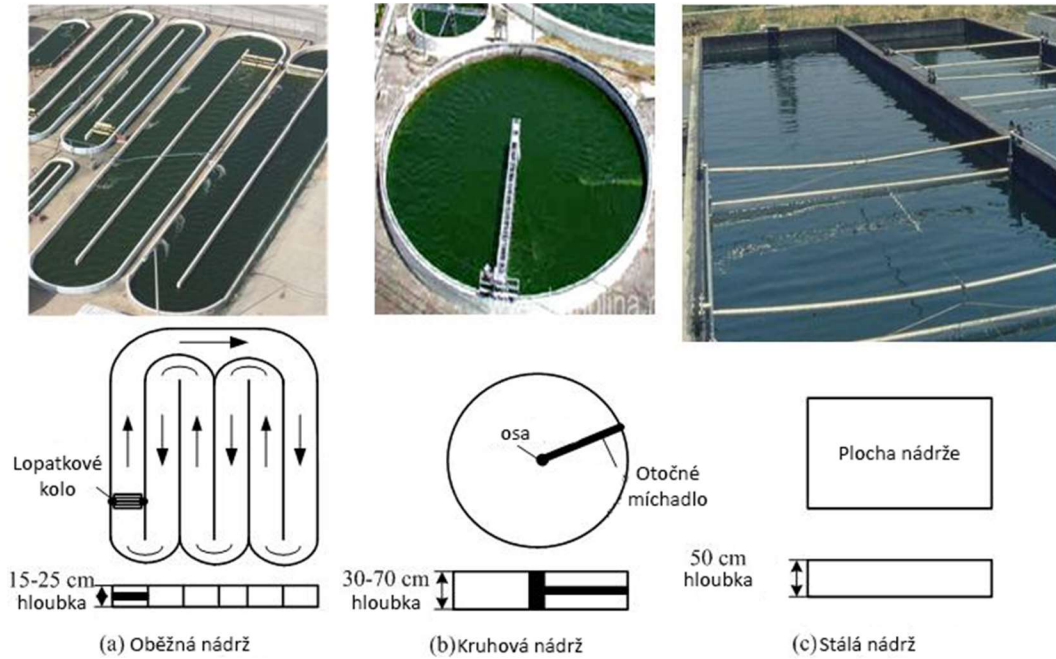 Lopatkové
kolo
15-25 cm
hloubka
(a) Oběžná nádrž
osa
Otočné
míchadlo
30-70 cm
hloubka
(b) Kruhová nádrž
Plocha nádrže
50 cm
hloubka
(c) Stálá nádrž